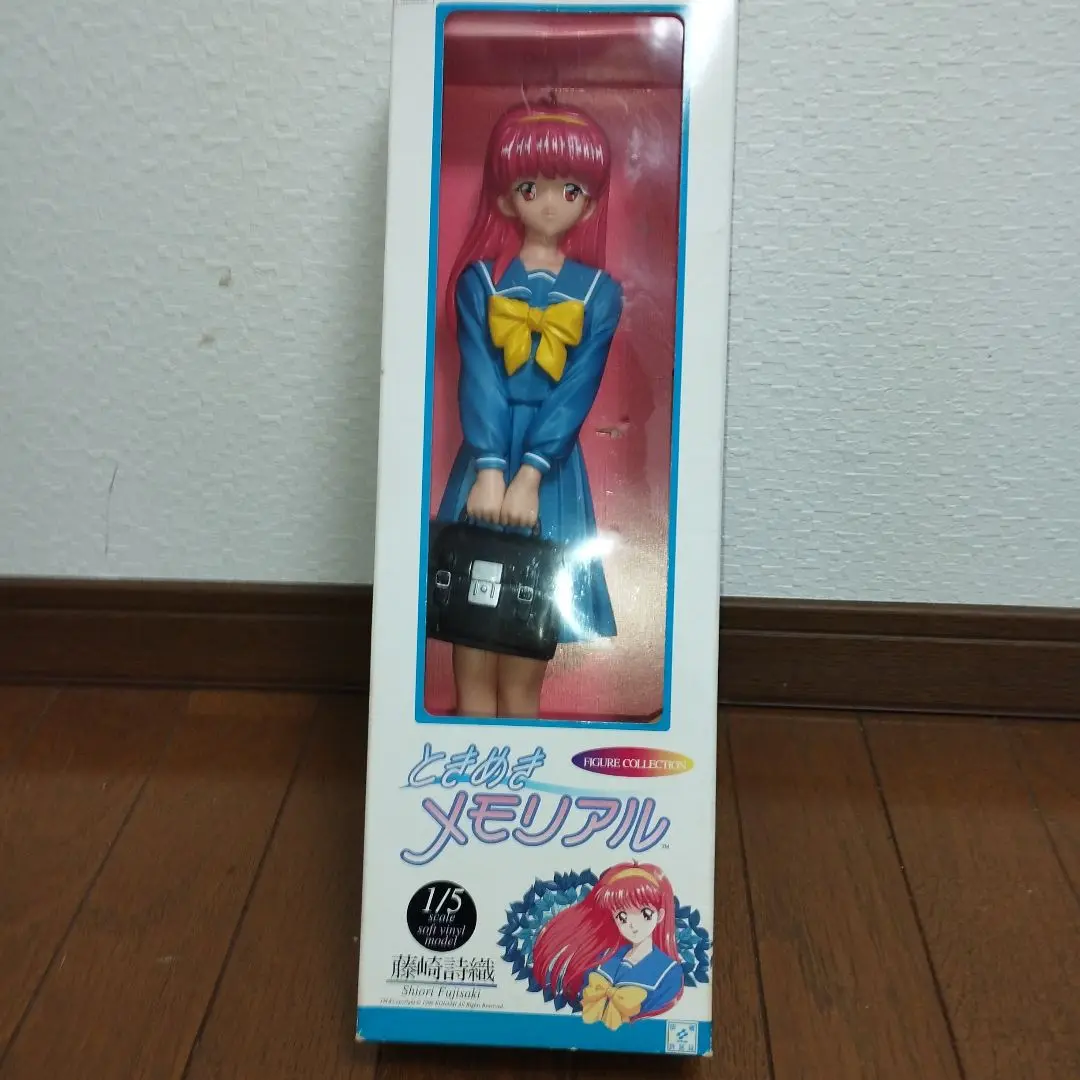 ときめき
FIGURE COLLECTION
メモリアル
TM
1/5
scale
soft vinyl
model
藤崎詩織
Shiori Fujisaki